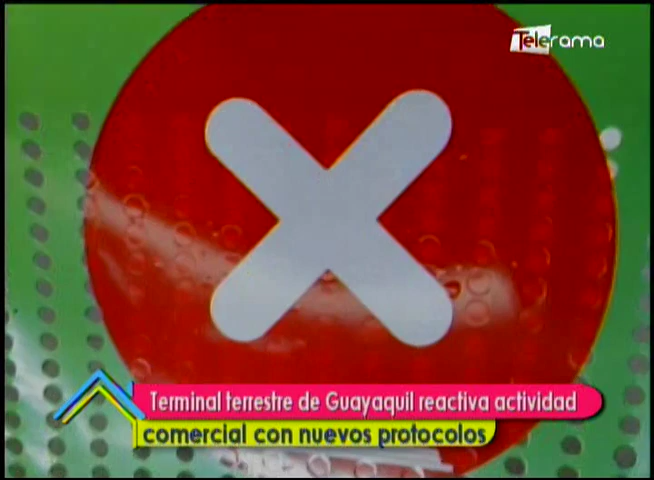 Telerama
Terminal terrestre de Guayaquil reactiva actividad
comercial con nuevos protocolos